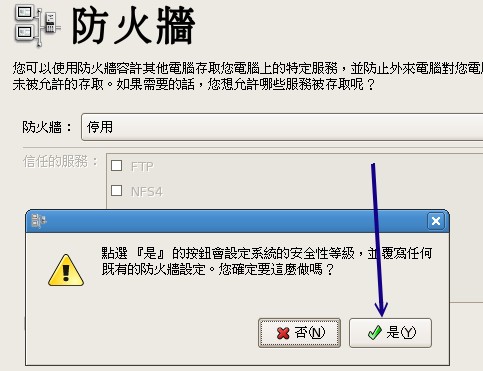 防火牆
您可以使用防火牆容許其他電腦存取您電腦上的特定服務，並防止外來電腦對您電
未被允許的存取。如果需要的話，您想允許哪些服務被存取呢？
防火牆： 停用
信任的服務：
FTP
NFS4
點選『是』的按鈕會設定系統的安全性等級，並覆寫任何
既有的防火牆設定。您確定要這麼做嗎？
否(N) 是(Y)